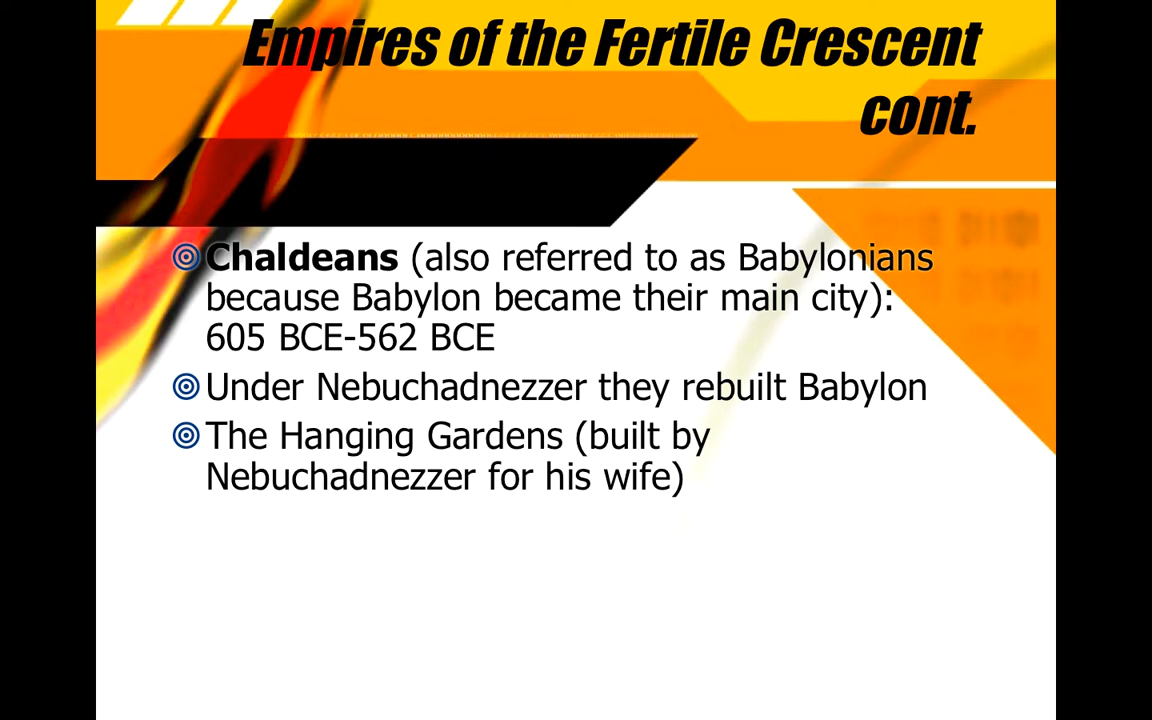 Empires of the Fertile Crescent
cont.
Chaldeans (also referred to as Babylonians
because Babylon became their main city):
605 BCE-562 BCE
Under Nebuchadnezzer they rebuilt Babylon
The Hanging Gardens (built by
Nebuchadnezzer for his wife)